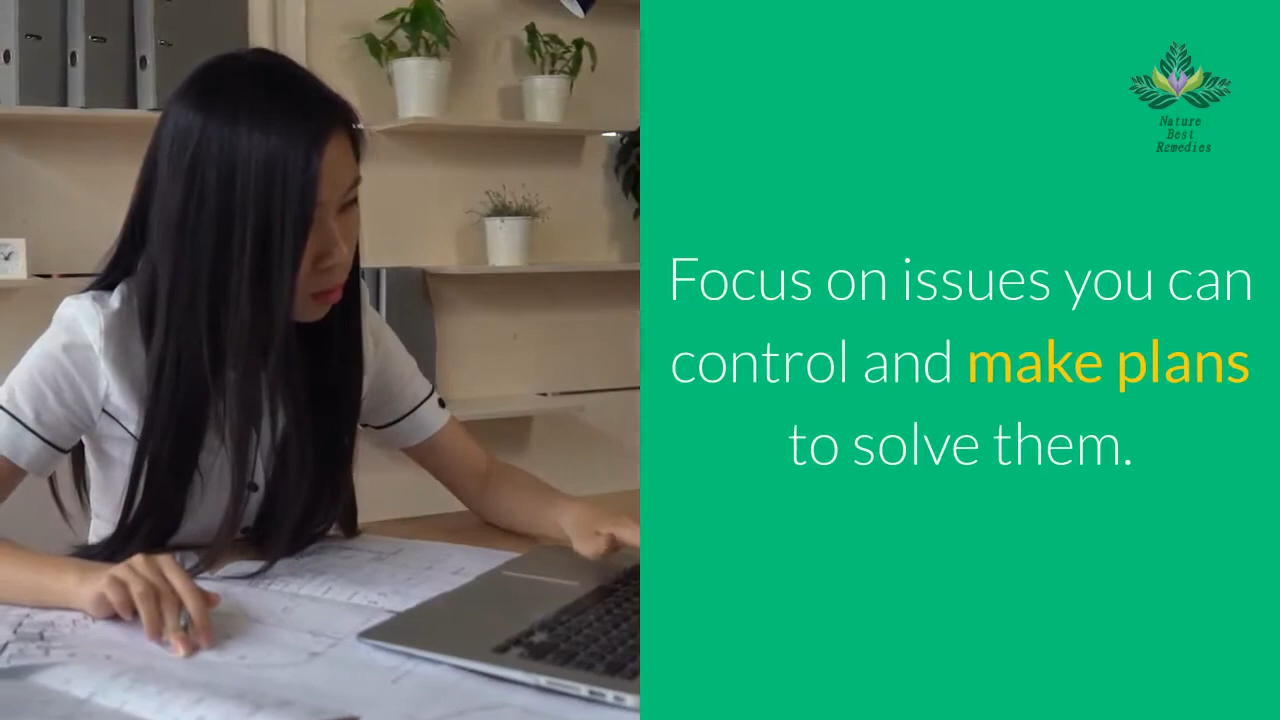 Nature
Best
Remedies
Focus on issues you can
control and make plans
to solve them.